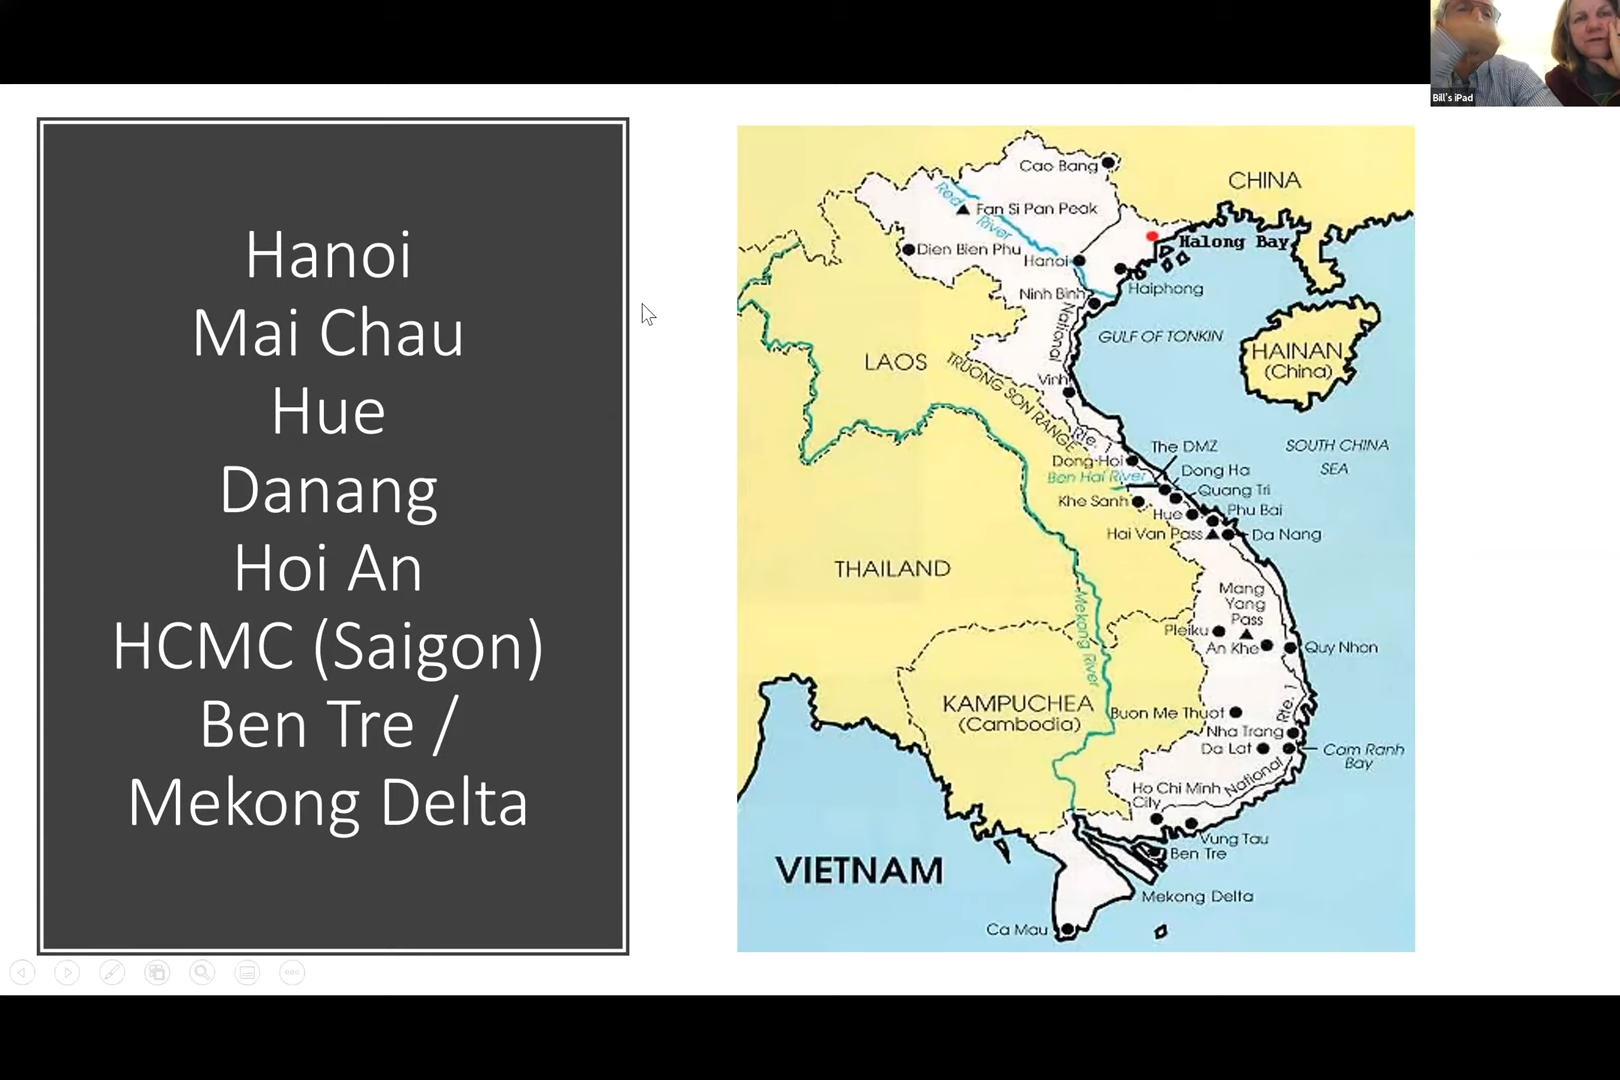 Bill's iPad
Hanoi
Mai Chau
Hue
Danang
Hoi An
HCMC (Saigon)
Ben Tre /
Mekong Delta
Cao Bang
CHINA
Red
River
Fan Si Pan Peak
Halong Bay
Dien Bien Phu
Hanoi
Haiphong
Ninh Binh
National
GULF OF TONKIN
HAINAN
(China)
LAOS
TRUONG SON RANGE
Vinh
Rte. 1
The DMZ
SOUTH CHINA
SEA
Dong Hoi
Dong Ha
Ben Hai River
Quang Tri
Khe Sanh
Hue
Phu Bai
Hai Van Pass
Da Nang
THAILAND
Mekong River
Mang
Yang
Pass
Pleiku
An Khe
Quy Nhon
KAMPUCHEA
(Cambodia)
Buon Me Thuot
Rte. 1
Nha Trang
Da Lat
Cam Ranh
Bay
National
Ho Chi Minh
City
Vung Tau
Ben Tre
VIETNAM
Mekong Delta
Ca Mau